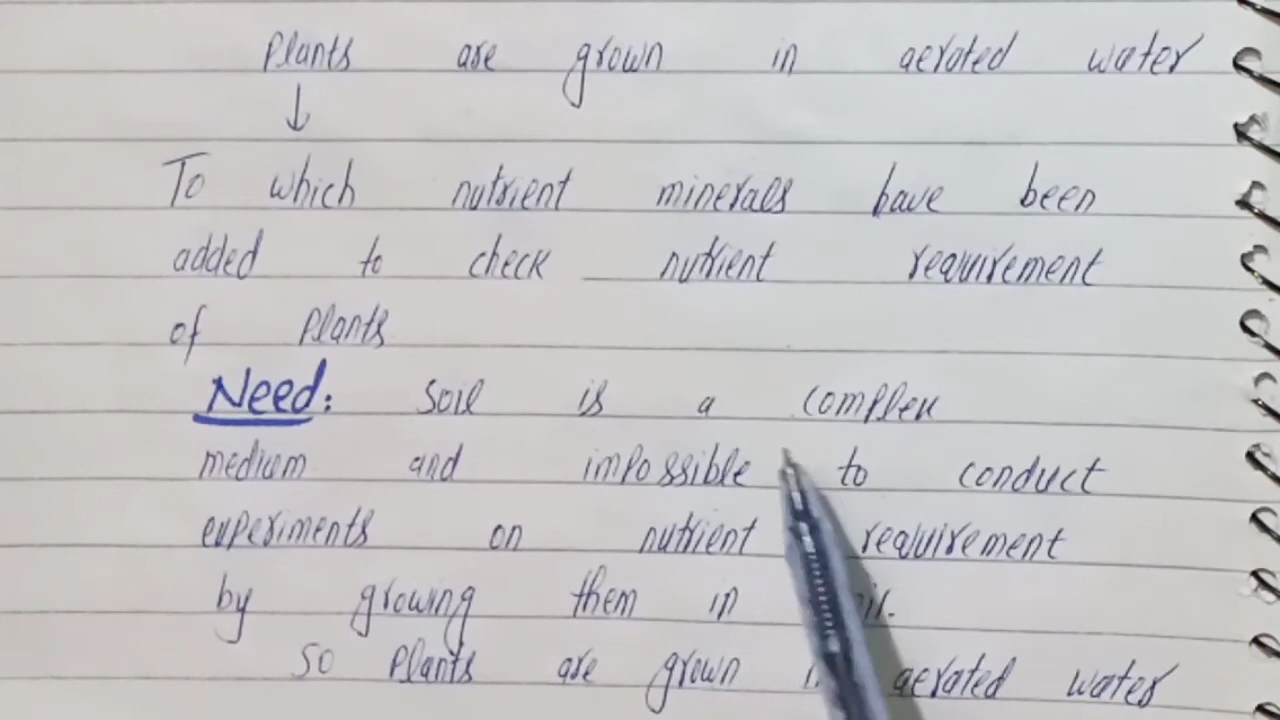 Plants are grown in aerated water
To which nutrient minerals have been
added to check nutrient requirement
of Plants
Need: soil is a complex
medium and impossible to conduct
experiments on nutrient requirement
by growing them in
so Plants are grown aerated water